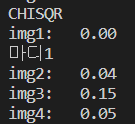 CHISQR
img1:   0.00
마디1
img2:   0.04
img3:   0.15
img4:   0.05